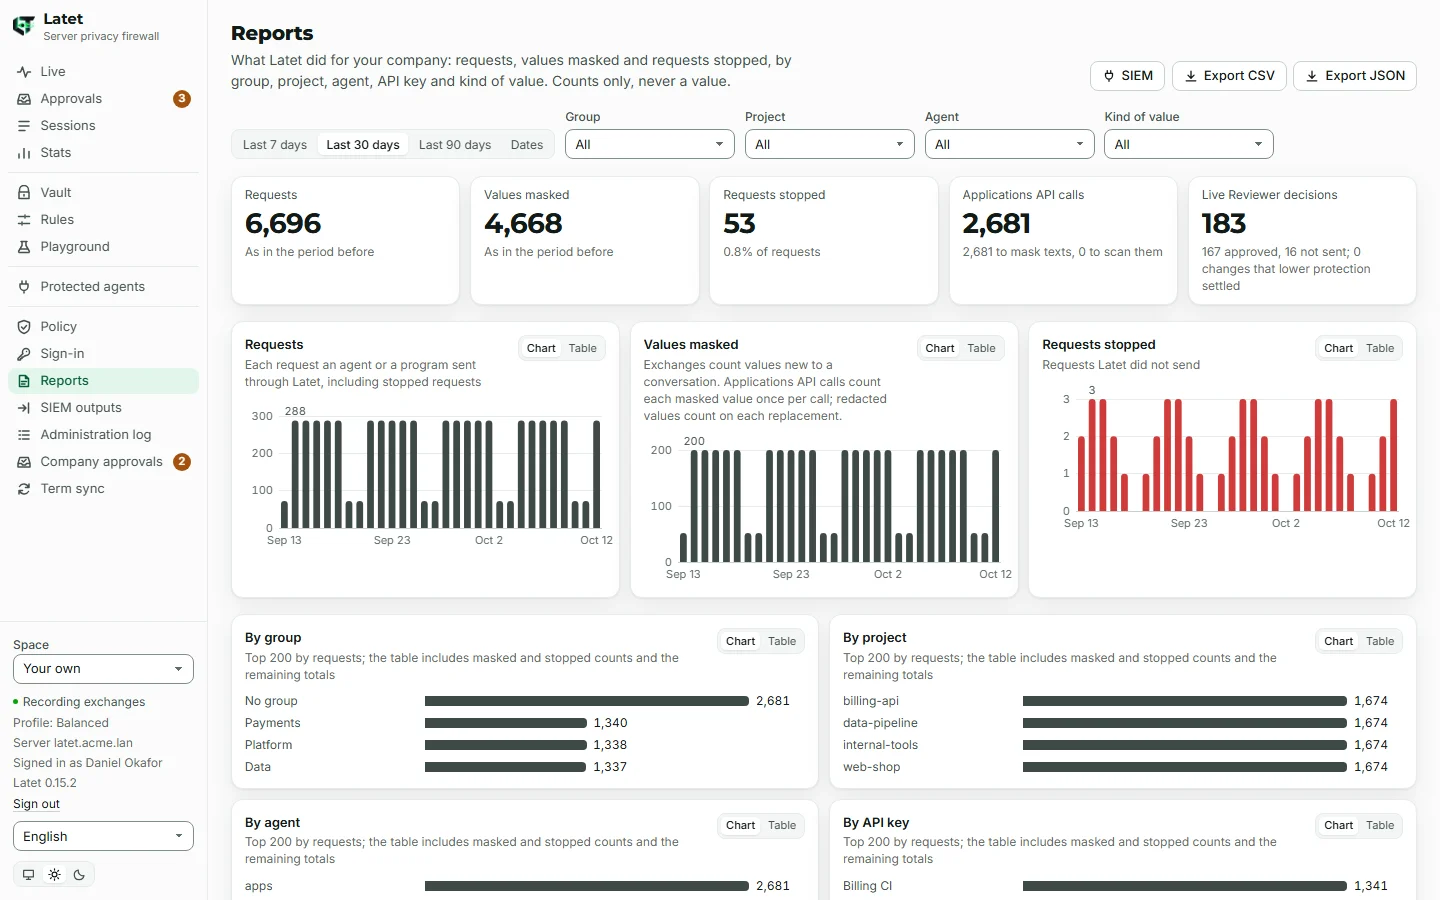 Latet
Server privacy firewall
Live
Approvals 3
Sessions
Stats
Vault
Rules
Playground
Protected agents
Policy
Sign-in
Reports
SIEM outputs
Administration log
Company approvals 2
Term sync
Space
Your own
Recording exchanges
Profile: Balanced
Server latet.acme.lan
Signed in as Daniel Okafor
Latet 0.15.2
Sign out
English
Reports
What Latet did for your company: requests, values masked and requests stopped, by
group, project, agent, API key and kind of value. Counts only, never a value.
SIEM Export CSV Export JSON
Last 7 days Last 30 days Last 90 days Dates
Group
All
Project
All
Agent
All
Kind of value
All
Requests
6,696
As in the period before
Values masked
4,668
As in the period before
Requests stopped
53
0.8% of requests
Applications API calls
2,681
2,681 to mask texts, 0 to scan them
Live Reviewer decisions
183
167 approved, 16 not sent; 0
changes that lower protection
settled
Requests
Chart Table
Each request an agent or a program sent
through Latet, including stopped requests
288
300
200
100
0
Sep 13 Sep 23 Oct 2 Oct 12
Values masked
Chart Table
Exchanges count values new to a
conversation. Applications API calls count
each masked value once per call; redacted
values count on each replacement.
200
200
100
0
Sep 13 Sep 23 Oct 2 Oct 12
Requests stopped
Chart Table
Requests Latet did not send
3
3
2
1
0
Sep 13 Sep 23 Oct 2 Oct 12
By group
Chart Table
Top 200 by requests; the table includes masked and stopped counts and the
remaining totals
No group 2,681
Payments 1,340
Platform 1,338
Data 1,337
By project
Chart Table
Top 200 by requests; the table includes masked and stopped counts and the
remaining totals
billing-api 1,674
data-pipeline 1,674
internal-tools 1,674
web-shop 1,674
By agent
Chart Table
Top 200 by requests; the table includes masked and stopped counts and the
remaining totals
apps 2,681
By API key
Chart Table
Top 200 by requests; the table includes masked and stopped counts and the
remaining totals
Billing CI 1,341